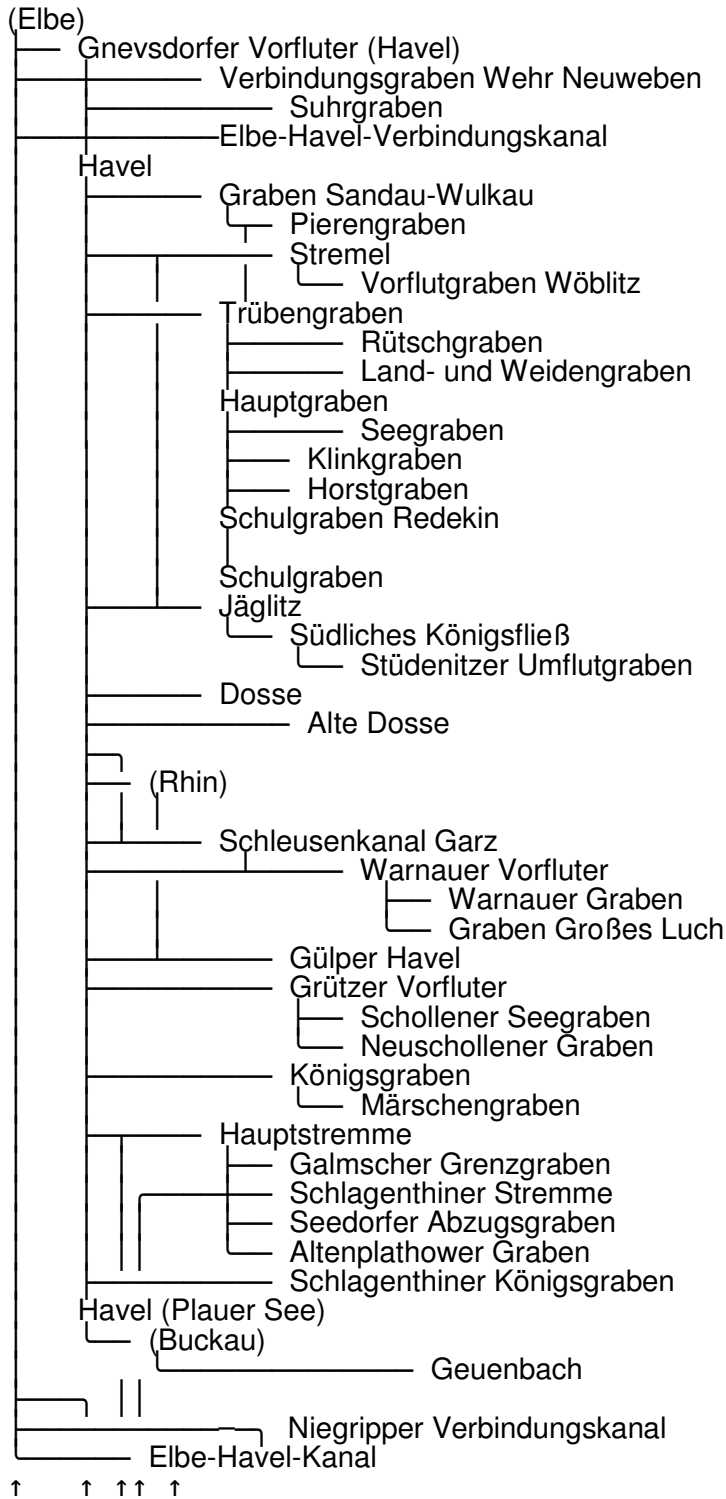 (Elbe)
Gnevsdorfer Vorfluter (Havel)
Verbindungsgraben Wehr Neuweben
Suhrgraben
Elbe-Havel-Verbindungskanal
Havel
Graben Sandau-Wulkau
Pierengraben
Stremel
Vorflutgraben Wöblitz
Trübengraben
Rütschgraben
Land- und Weidengraben
Hauptgraben
Seegraben
Klinkgraben
Horstgraben
Schulgraben Redekin
Schulgraben
Jäglitz
Südliches Königsfließ
Stüdenitzer Umflutgraben
Dosse
Alte Dosse
(Rhin)
Schleusenkanal Garz
Warnauer Vorfluter
Warnauer Graben
Graben Großes Luch
Gülper Havel
Grützer Vorfluter
Schollener Seegraben
Neuschollener Graben
Königsgraben
Märschengraben
Hauptstremme
Galmscher Grenzgraben
Schlagenthiner Stremme
Seedorfer Abzugsgraben
Altenplathower Graben
Schlagenthiner Königsgraben
Havel (Plauer See)
(Buckau)
Geuenbach
Niegripper Verbindungskanal
Elbe-Havel-Kanal
↑ ↑ ↑ ↑ ↑